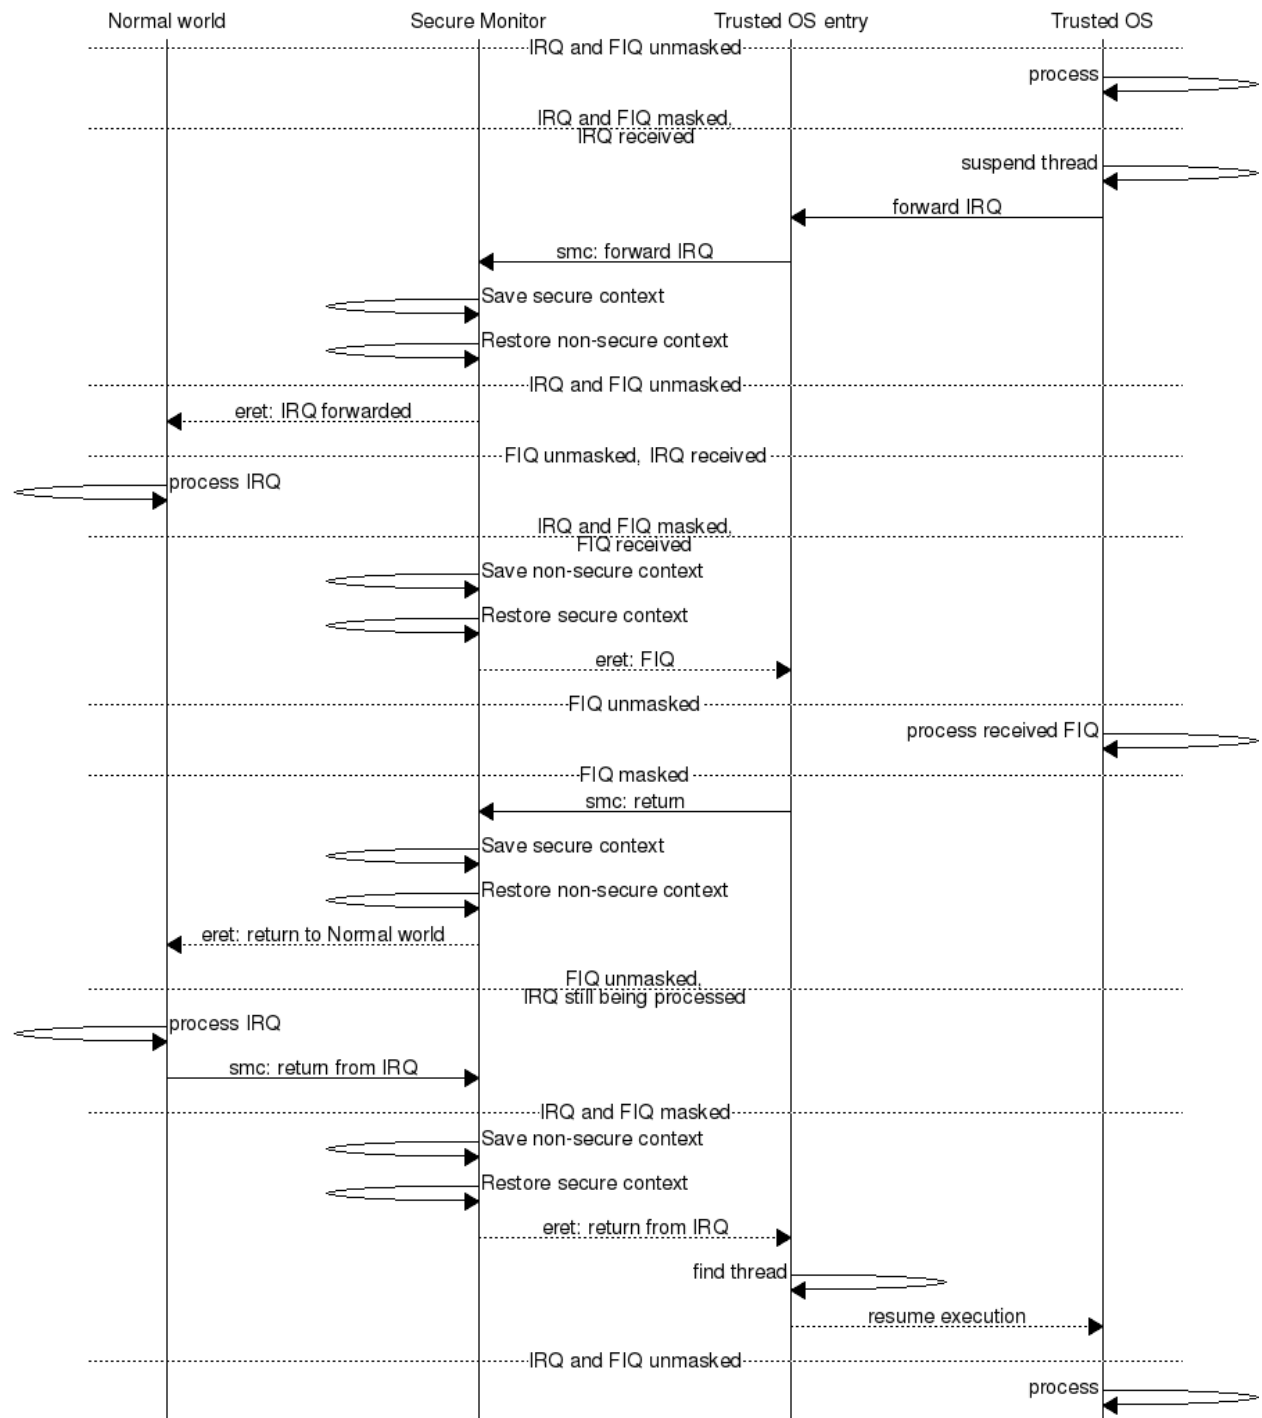 Normal world
Secure Monitor
Trusted OS entry
Trusted OS
IRQ and FIQ unmasked
process
IRQ and FIQ masked,
IRQ received
suspend thread
forward IRQ
smc: forward IRQ
Save secure context
Restore non-secure context
IRQ and FIQ unmasked
eret: IRQ forwarded
FIQ unmasked, IRQ received
process IRQ
IRQ and FIQ masked,
FIQ received
Save non-secure context
Restore secure context
eret: FIQ
FIQ unmasked
process received FIQ
FIQ masked
smc: return
Save secure context
Restore non-secure context
eret: return to Normal world
FIQ unmasked,
IRQ still being processed
process IRQ
smc: return from IRQ
IRQ and FIQ masked
Save non-secure context
Restore secure context
eret: return from IRQ
find thread
resume execution
IRQ and FIQ unmasked
process